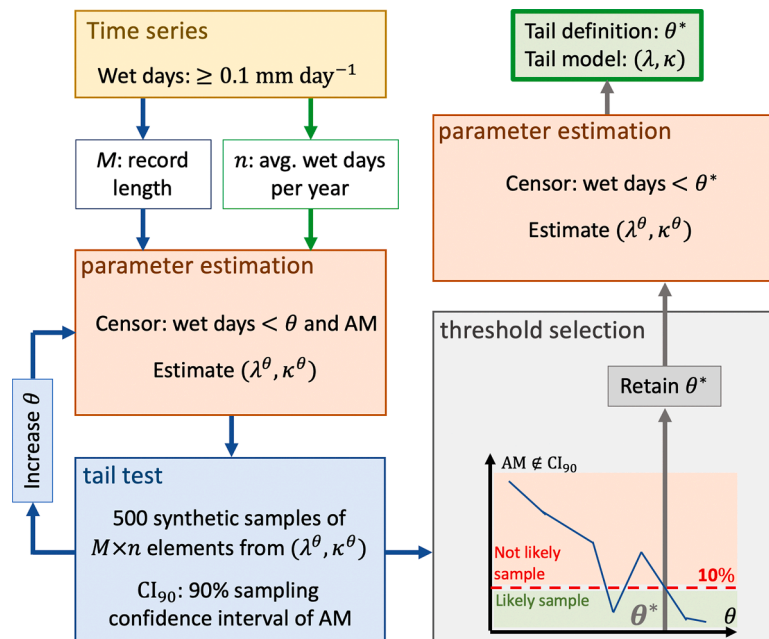 Time series
Wet days: ≥ 0.1 mm day⁻¹
M: record
length
n: avg. wet days
per year
parameter estimation
Censor: wet days < θ and AM
Estimate (λ^θ, κ^θ)
Increase θ
tail test
500 synthetic samples of
M×n elements from (λ^θ, κ^θ)
CI₉₀: 90% sampling
confidence interval of AM
threshold selection
Retain θ*
AM ∉ CI₉₀
Not likely
sample
10%
Likely sample
θ*
θ
parameter estimation
Censor: wet days < θ*
Estimate (λ^θ, κ^θ)
Tail definition: θ*
Tail model: (λ, κ)